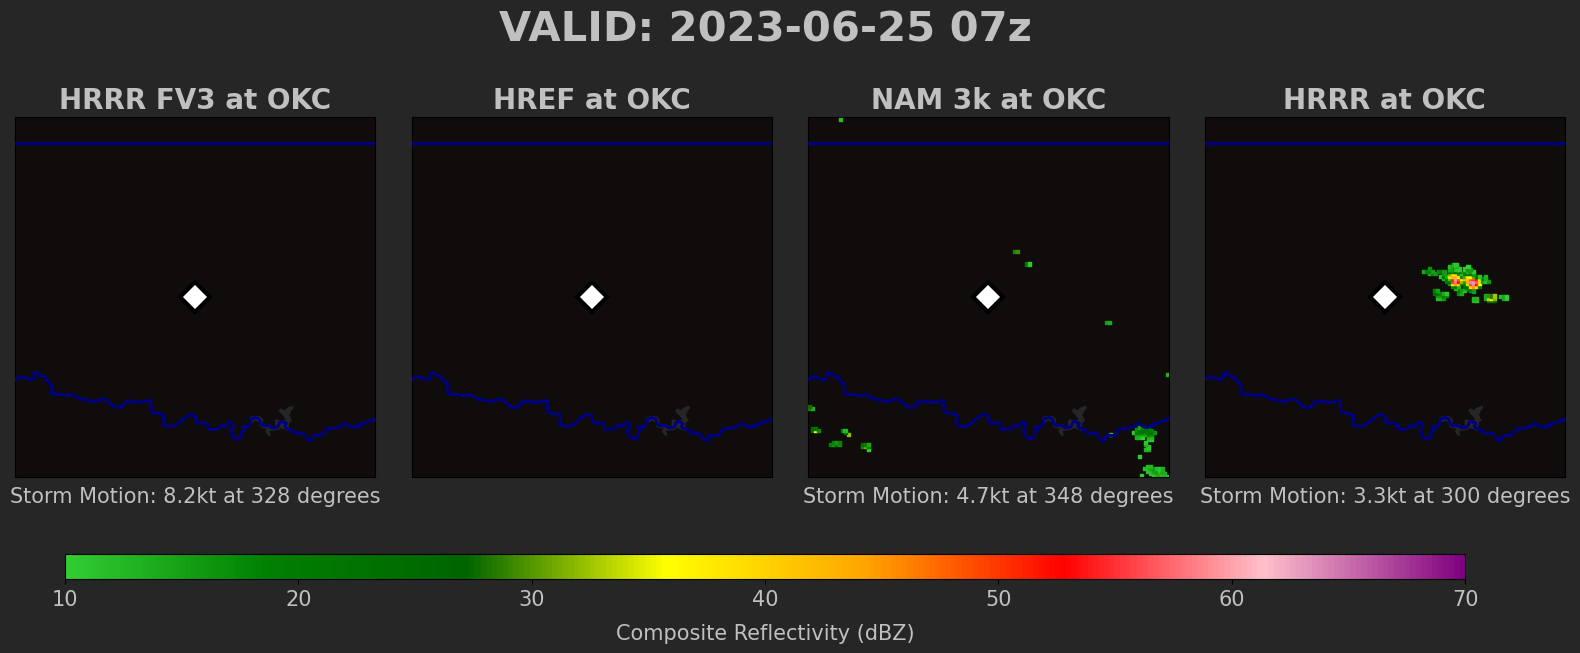 VALID: 2023-06-25 07z
HRRR FV3 at OKC
HREF at OKC
NAM 3k at OKC
HRRR at OKC
Storm Motion: 8.2kt at 328 degrees
Storm Motion: 4.7kt at 348 degrees
Storm Motion: 3.3kt at 300 degrees
10 20 30 40 50 60 70
Composite Reflectivity (dBZ)